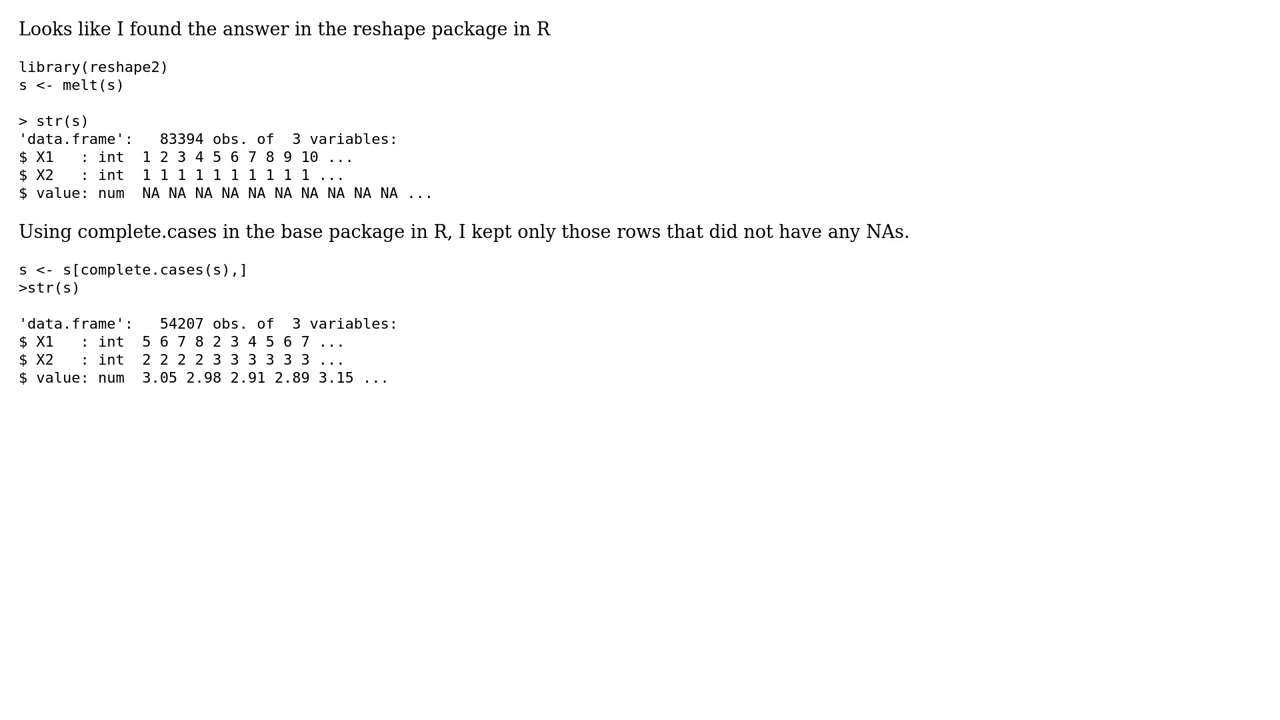 Looks like I found the answer in the reshape package in R
library(reshape2)
s <- melt(s)
> str(s)
'data.frame':   83394 obs. of  3 variables:
$ X1   : int  1 2 3 4 5 6 7 8 9 10 ...
$ X2   : int  1 1 1 1 1 1 1 1 1 1 ...
$ value: num  NA NA NA NA NA NA NA NA NA NA ...
Using complete.cases in the base package in R, I kept only those rows that did not have any NAs.
s <- s[complete.cases(s),]
>str(s)
'data.frame':   54207 obs. of  3 variables:
$ X1   : int  5 6 7 8 2 3 4 5 6 7 ...
$ X2   : int  2 2 2 2 3 3 3 3 3 3 ...
$ value: num  3.05 2.98 2.91 2.89 3.15 ...